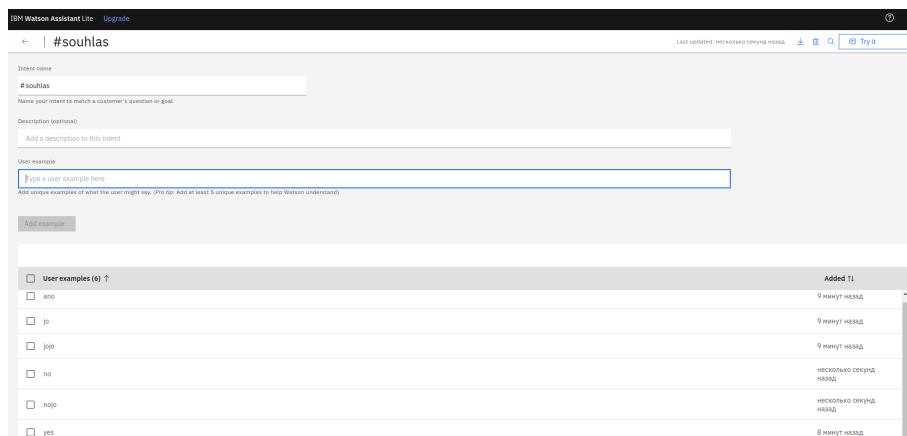 IBM Watson Assistant Lite Upgrade
← #souhlas Last updated: несколько секунд назад Try it
Intent name
#souhlas
Name your intent to match a customer's question or goal
Description (optional)
Add a description to this intent
User example
Type a user example here
Add unique examples of what the user might say. (Pro tip: Add at least 5 unique examples to help Watson understand)
Add example
User examples (6) ↑ Added ↑↓
ano 9 минут назад
jo 9 минут назад
jojo 9 минут назад
no несколько секунд
назад
nojo несколько секунд
назад
yes 8 минут назад